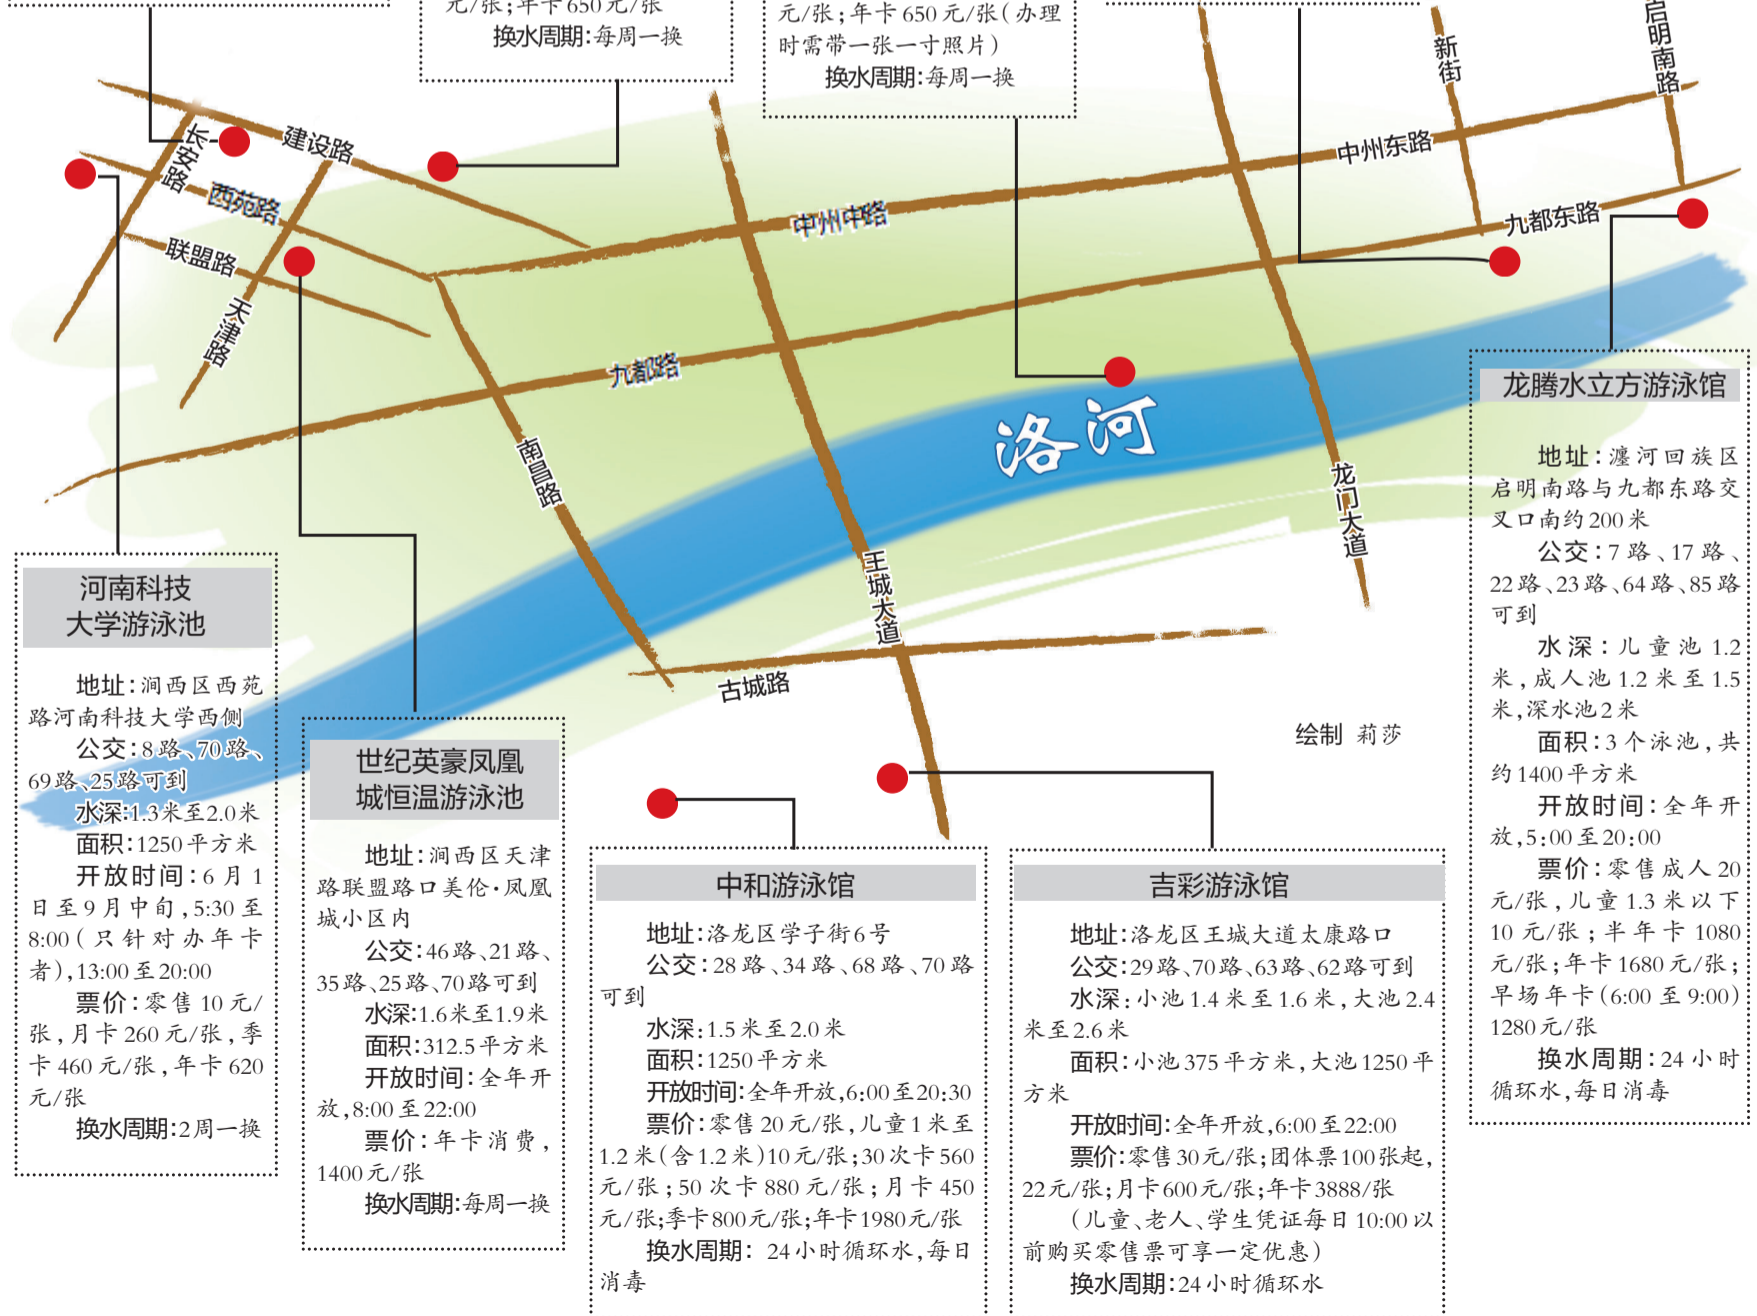 元/张；年卡650元/张
换水周期：每周一换
元/张；年卡650元/张（办理
时需带一张一寸照片）
换水周期：每周一换
新街
启明南路
长安路
建设路
西苑路
联盟路
天津路
中州中路
中州东路
九都东路
九都路
南昌路
洛河
龙门大道
王城大道
古城路
绘制 莉莎
河南科技
大学游泳池
地址：涧西区西苑
路河南科技大学西侧
公交：8路、70路、
69路、25路可到
水深：1.3米至2.0米
面积：1250平方米
开放时间：6月1
日至9月中旬，5:30至
8:00（只针对办年卡
者），13:00至20:00
票价：零售10元/
张，月卡260元/张，季
卡460元/张，年卡620
元/张
换水周期：2周一换
世纪英豪凤凰
城恒温游泳池
地址：涧西区天津
路联盟路口美伦·凤凰
城小区内
公交：46路、21路、
35路、25路、70路可到
水深：1.6米至1.9米
面积：312.5平方米
开放时间：全年开
放，8:00至22:00
票价：年卡消费，
1400元/张
换水周期：每周一换
中和游泳馆
地址：洛龙区学子街6号
公交：28路、34路、68路、70路
可到
水深：1.5米至2.0米
面积：1250平方米
开放时间：全年开放，6:00至20:30
票价：零售20元/张，儿童1米至
1.2米（含1.2米）10元/张；30次卡560
元/张；50次卡880元/张；月卡450
元/张；季卡800元/张；年卡1980元/张
换水周期：24小时循环水，每日
消毒
吉彩游泳馆
地址：洛龙区王城大道太康路口
公交：29路、70路、63路、62路可到
水深：小池1.4米至1.6米，大池2.4
米至2.6米
面积：小池375平方米，大池1250平
方米
开放时间：全年开放，6:00至22:00
票价：零售30元/张；团体票100张起，
22元/张；月卡600元/张；年卡3888/张
（儿童、老人、学生凭证每日10:00以
前购买零售票可享一定优惠）
换水周期：24小时循环水
龙腾水立方游泳馆
地址：瀍河回族区
启明南路与九都东路交
叉口南约200米
公交：7路、17路、
22路、23路、64路、85路
可到
水深：儿童池1.2
米，成人池1.2米至1.5
米，深水池2米
面积：3个泳池，共
约1400平方米
开放时间：全年开
放，5:00至20:00
票价：零售成人20
元/张，儿童1.3米以下
10元/张；半年卡1080
元/张；年卡1680元/张；
早场年卡（6:00至9:00）
1280元/张
换水周期：24小时
循环水，每日消毒